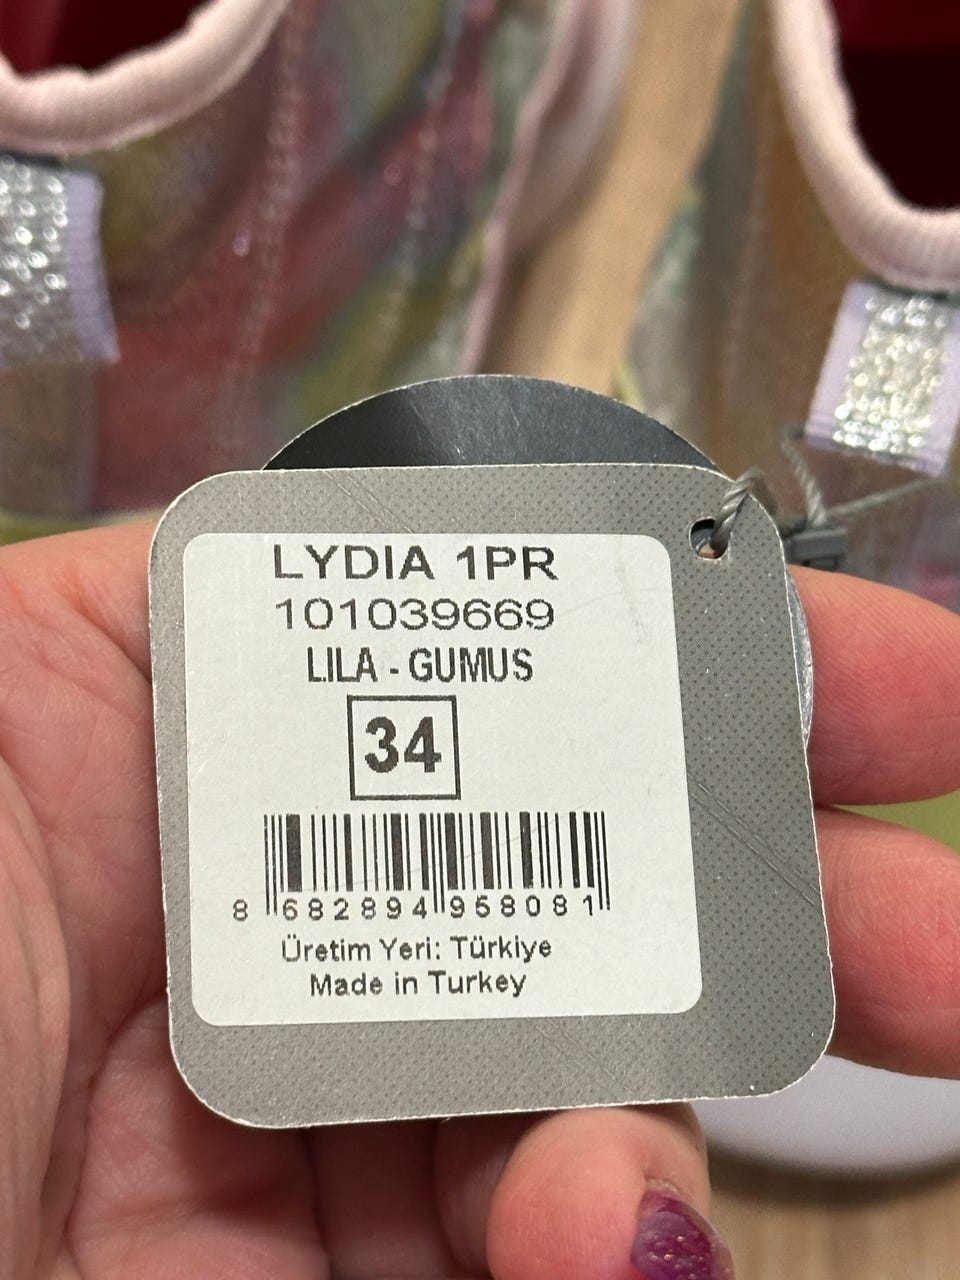 LYDIA 1PR
101039669
LILA - GUMUS
34
8 682894 958081
Üretim Yeri: Türkiye
Made in Turkey